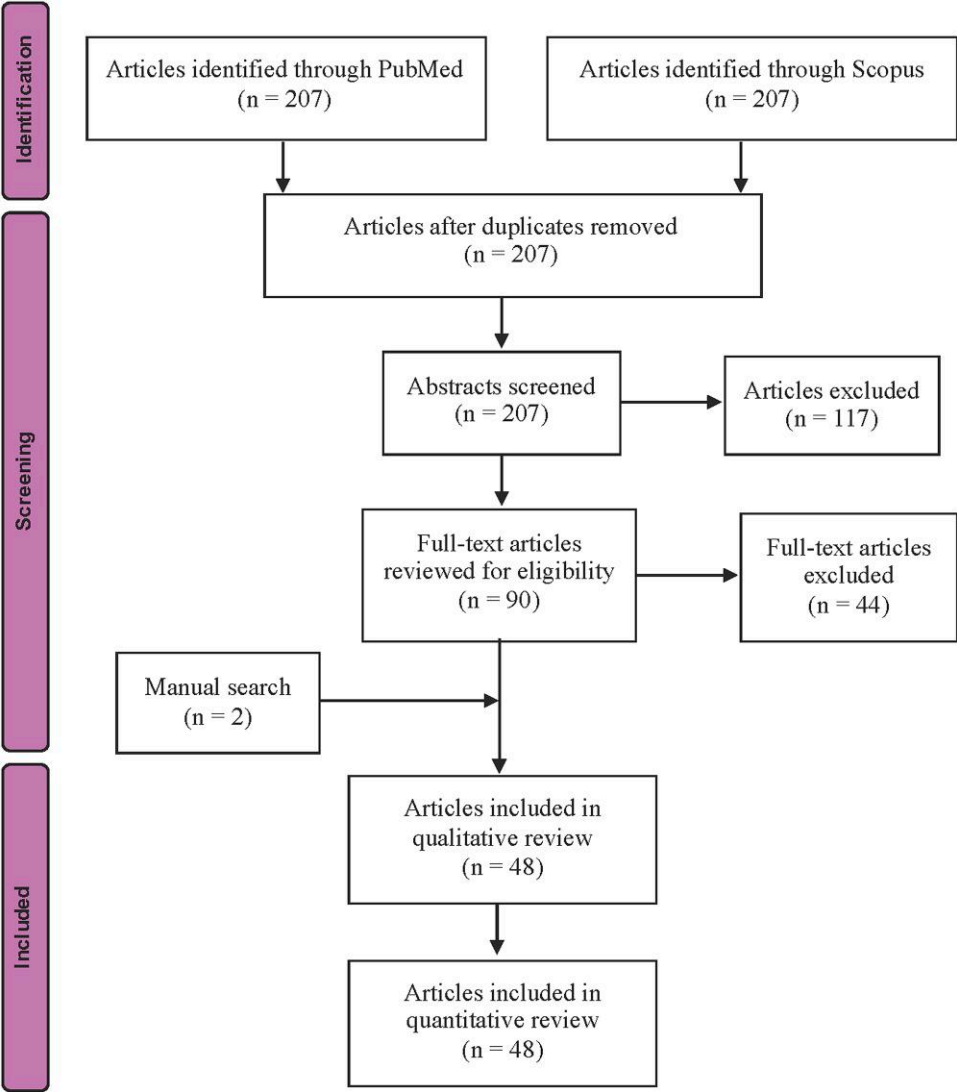 Identification
Articles identified through PubMed
(n = 207)
Articles identified through Scopus
(n = 207)
Articles after duplicates removed
(n = 207)
Screening
Abstracts screened
(n = 207)
Articles excluded
(n = 117)
Full-text articles
reviewed for eligibility
(n = 90)
Full-text articles
excluded
(n = 44)
Manual search
(n = 2)
Included
Articles included in
qualitative review
(n = 48)
Articles included in
quantitative review
(n = 48)